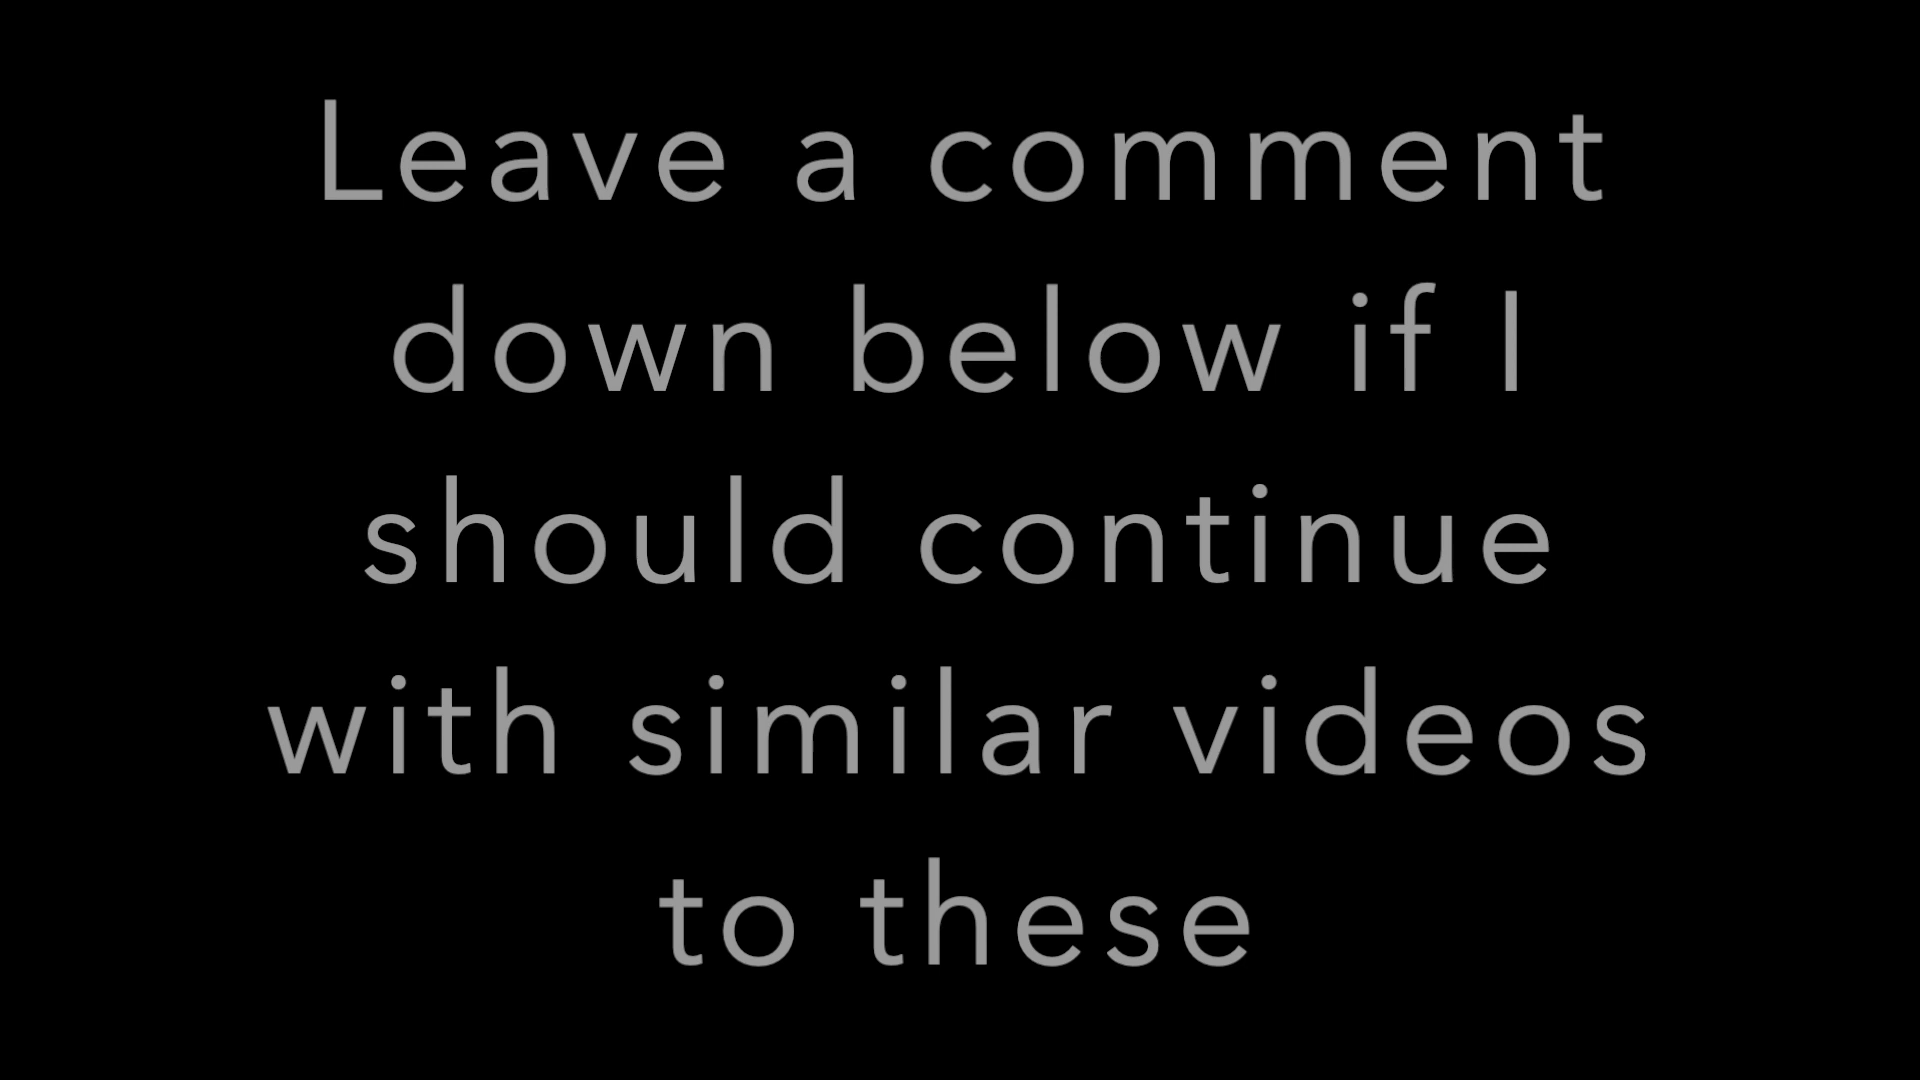 Leave a comment
down below if I
should continue
with similar videos
to these